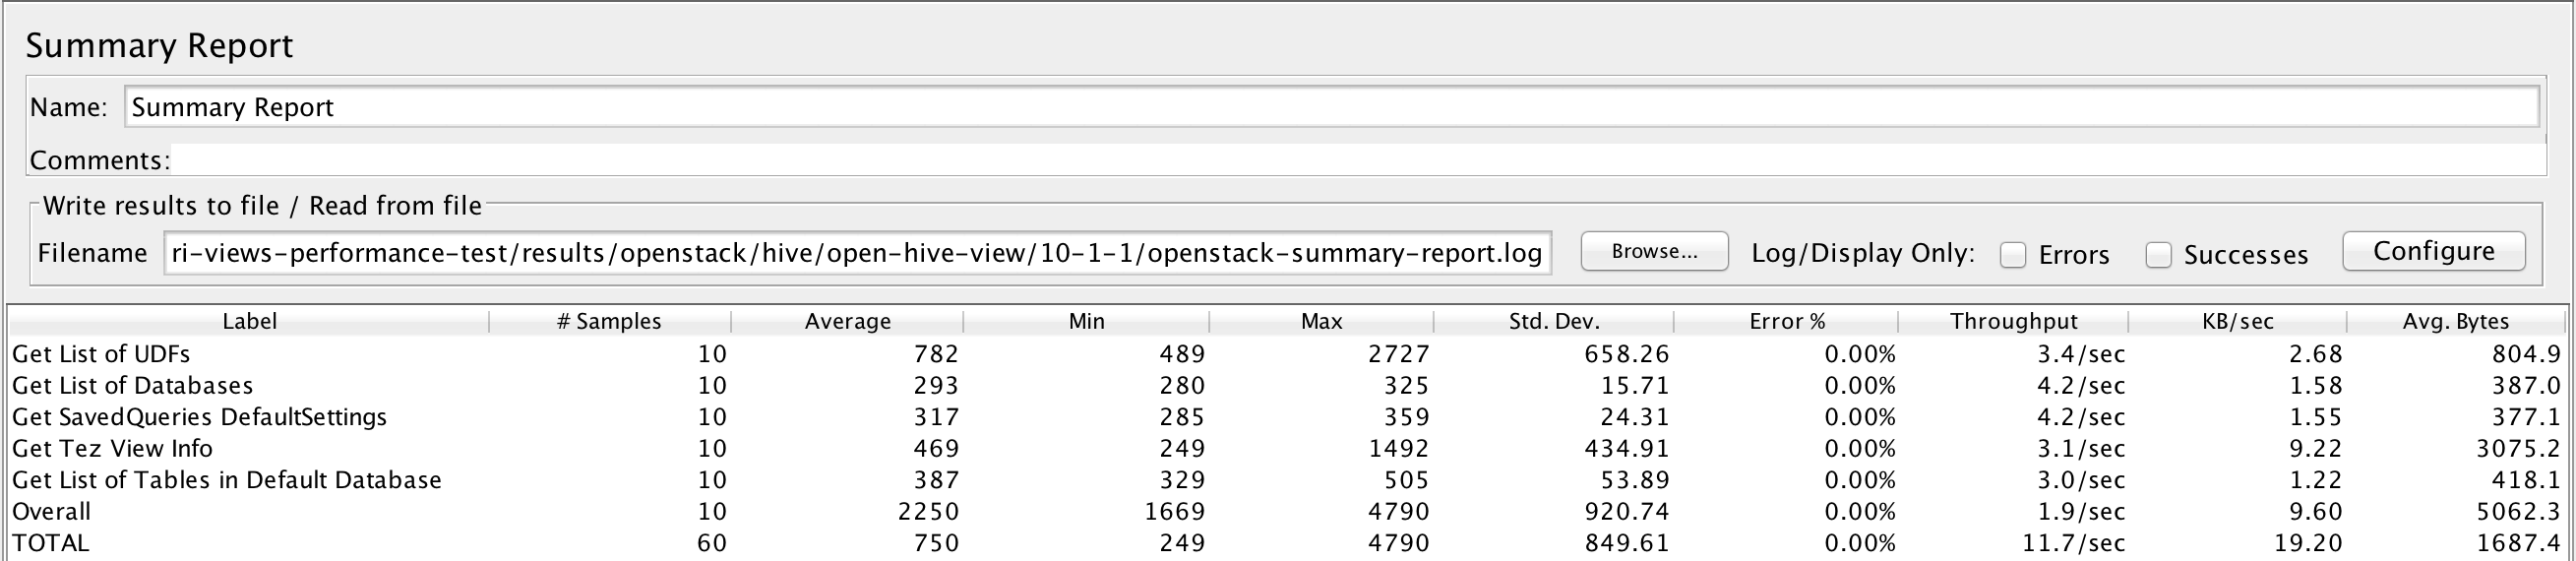 Summary Report
Name: Summary Report
Comments:
Write results to file / Read from file
Filename ri-views-performance-test/results/openstack/hive/open-hive-view/10-1-1/openstack-summary-report.log Browse... Log/Display Only: Errors Successes Configure
Label # Samples Average Min Max Std. Dev. Error % Throughput KB/sec Avg. Bytes
Get List of UDFs 10 782 489 2727 658.26 0.00% 3.4/sec 2.68 804.9
Get List of Databases 10 293 280 325 15.71 0.00% 4.2/sec 1.58 387.0
Get SavedQueries DefaultSettings 10 317 285 359 24.31 0.00% 4.2/sec 1.55 377.1
Get Tez View Info 10 469 249 1492 434.91 0.00% 3.1/sec 9.22 3075.2
Get List of Tables in Default Database 10 387 329 505 53.89 0.00% 3.0/sec 1.22 418.1
Overall 10 2250 1669 4790 920.74 0.00% 1.9/sec 9.60 5062.3
TOTAL 60 750 249 4790 849.61 0.00% 11.7/sec 19.20 1687.4